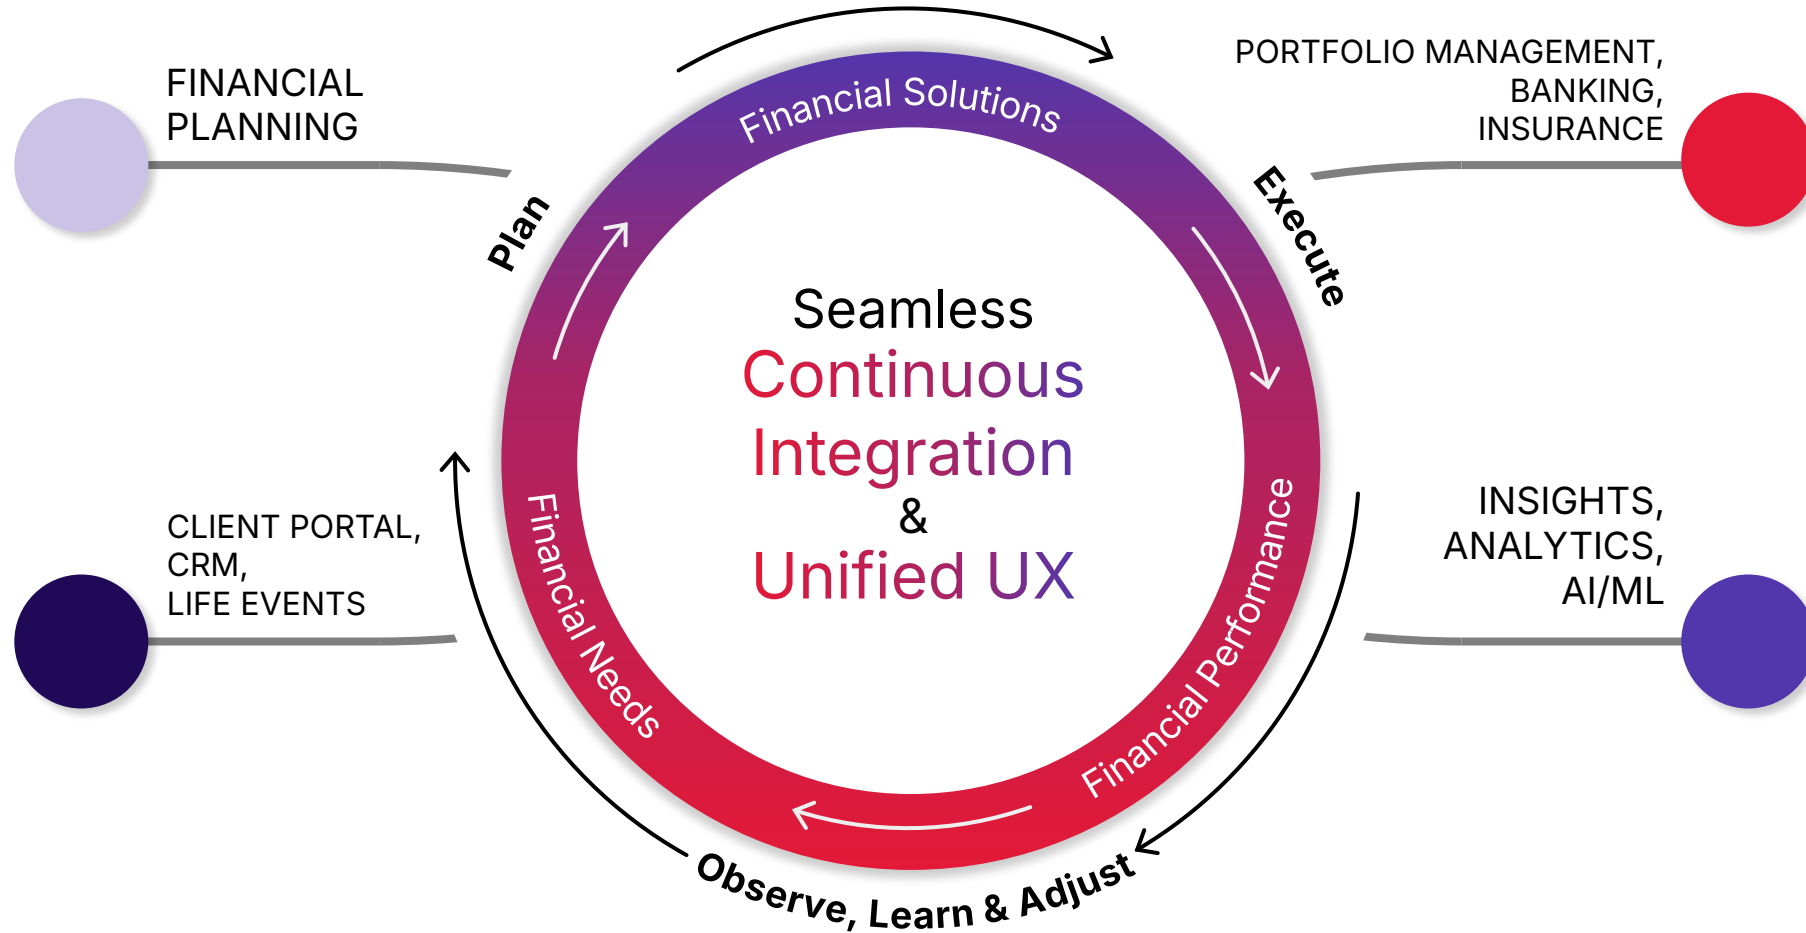 FINANCIAL
PLANNING
PORTFOLIO MANAGEMENT,
BANKING,
INSURANCE
Financial Solutions
Plan
Execute
Seamless
Continuous
Integration
&
Unified UX
Financial Needs
Financial Performance
CLIENT PORTAL,
CRM,
LIFE EVENTS
INSIGHTS,
ANALYTICS,
AI/ML
Observe, Learn & Adjust